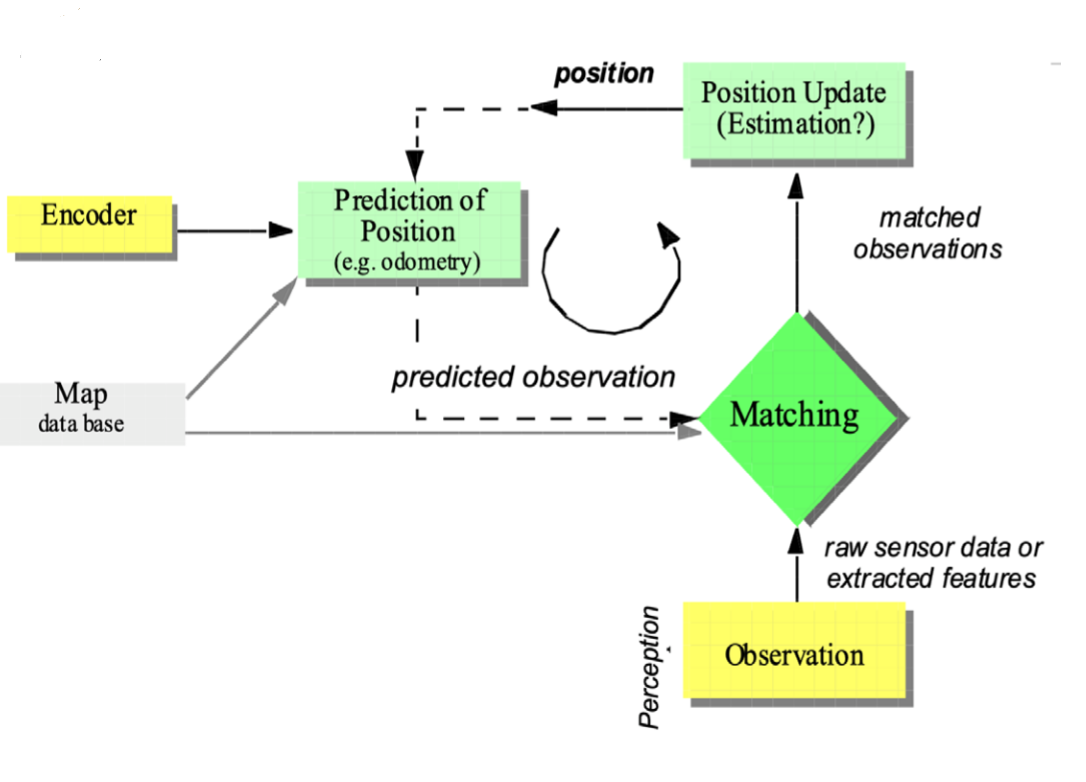 position
Position Update
(Estimation?)
Encoder
Prediction of
Position
(e.g. odometry)
matched
observations
predicted observation
Map
data base
Matching
raw sensor data or
extracted features
Perception
Observation